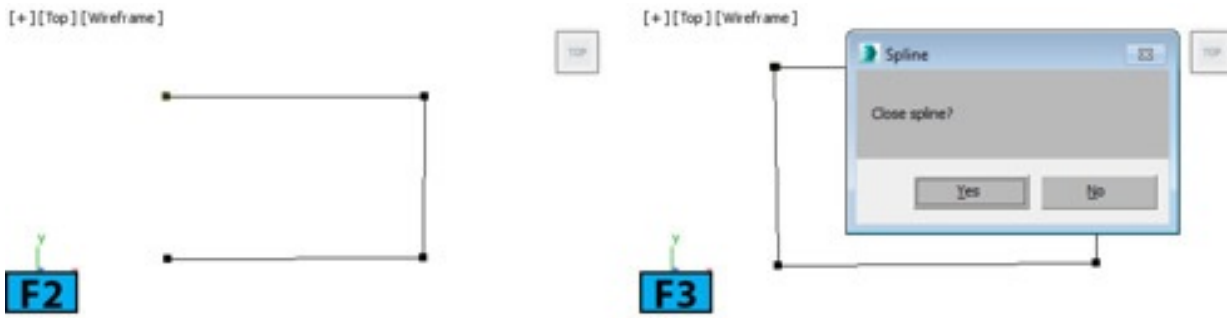 [+][Top][Wireframe]
TOP
y
F2
[+][Top][Wireframe]
TOP
Spline
Close spline?
Yes
No
y
F3